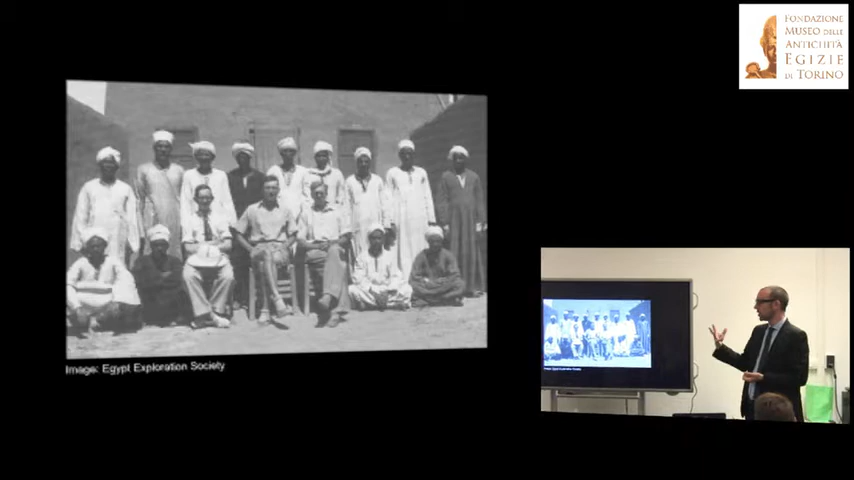 FONDAZIONE
MUSEO DELLE
ANTICHITÀ
EGIZIE
DI TORINO
Image: Egypt Exploration Society